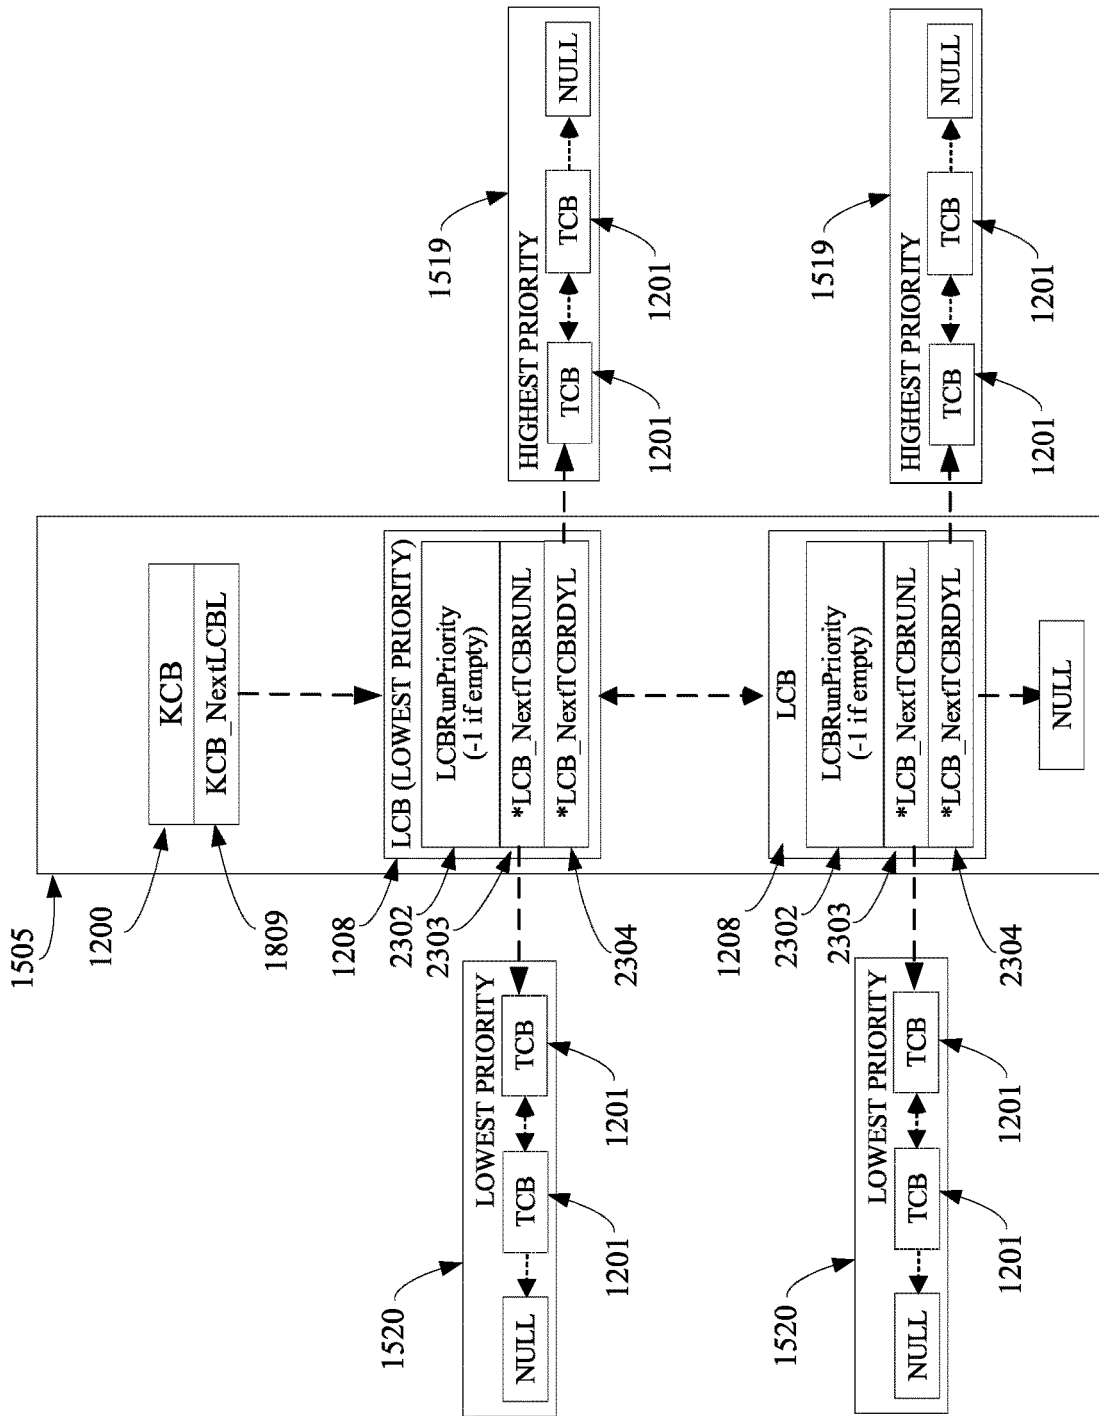 1505
1200
KCB
1809
KCB_NextLCBL
1208
LCB (LOWEST PRIORITY)
2302
LCBRunPriority
(-1 if empty)
2303
*LCB_NextTCBRUNL
2304
*LCB_NextTCBRDYL
1520
LOWEST PRIORITY
NULL
TCB
TCB
1201
1201
1519
HIGHEST PRIORITY
TCB
TCB
NULL
1201
1201
1208
LCB
2302
LCBRunPriority
(-1 if empty)
2303
*LCB_NextTCBRUNL
2304
*LCB_NextTCBRDYL
1520
LOWEST PRIORITY
NULL
TCB
TCB
1201
1201
1519
HIGHEST PRIORITY
TCB
TCB
NULL
1201
1201
NULL